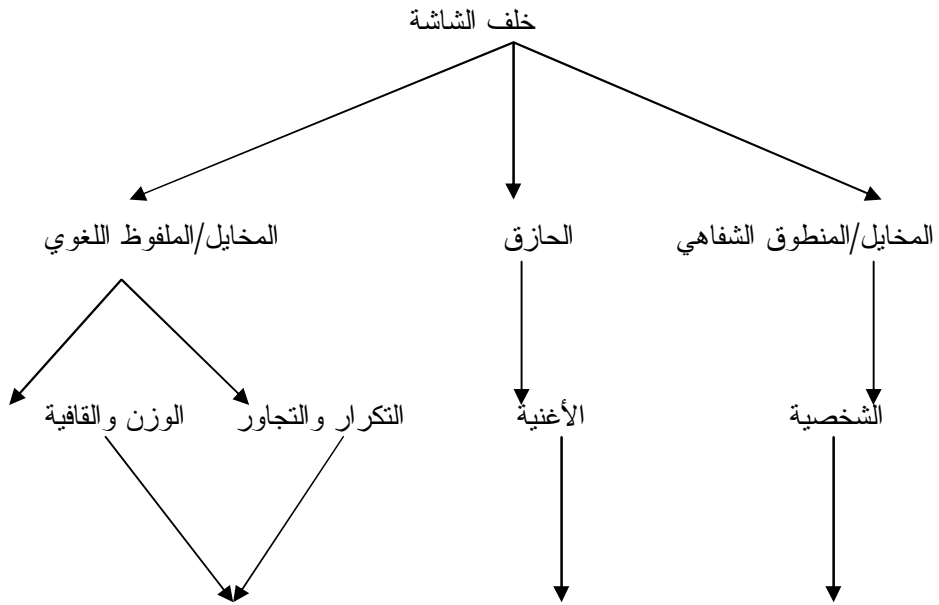 خلف الشاشة
المخايل/المنطوق الشفاهي
الحازق
المخايل/الملفوظ اللغوي
الشخصية
الأغنية
التكرار والتجاور
الوزن والقافية